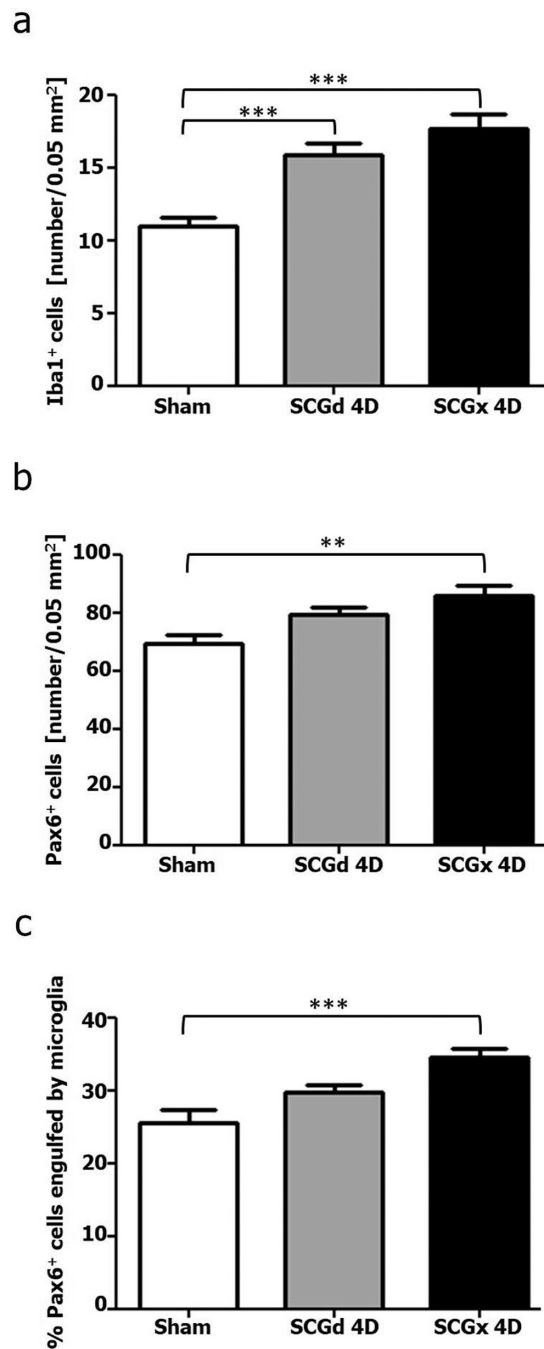 a
***
***
20
15
10
5
0
Iba1⁺ cells [number/0.05 mm²]
Sham SCGd 4D SCGx 4D
b
**
100
80
60
40
20
0
Pax6⁺ cells [number/0.05 mm²]
Sham SCGd 4D SCGx 4D
c
***
40
30
20
10
0
% Pax6⁺ cells engulfed by microglia
Sham SCGd 4D SCGx 4D